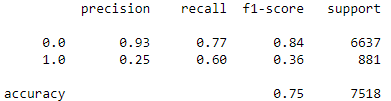 precision recall f1-score support
0.0 0.93 0.77 0.84 6637
1.0 0.25 0.60 0.36 881
accuracy 0.75 7518